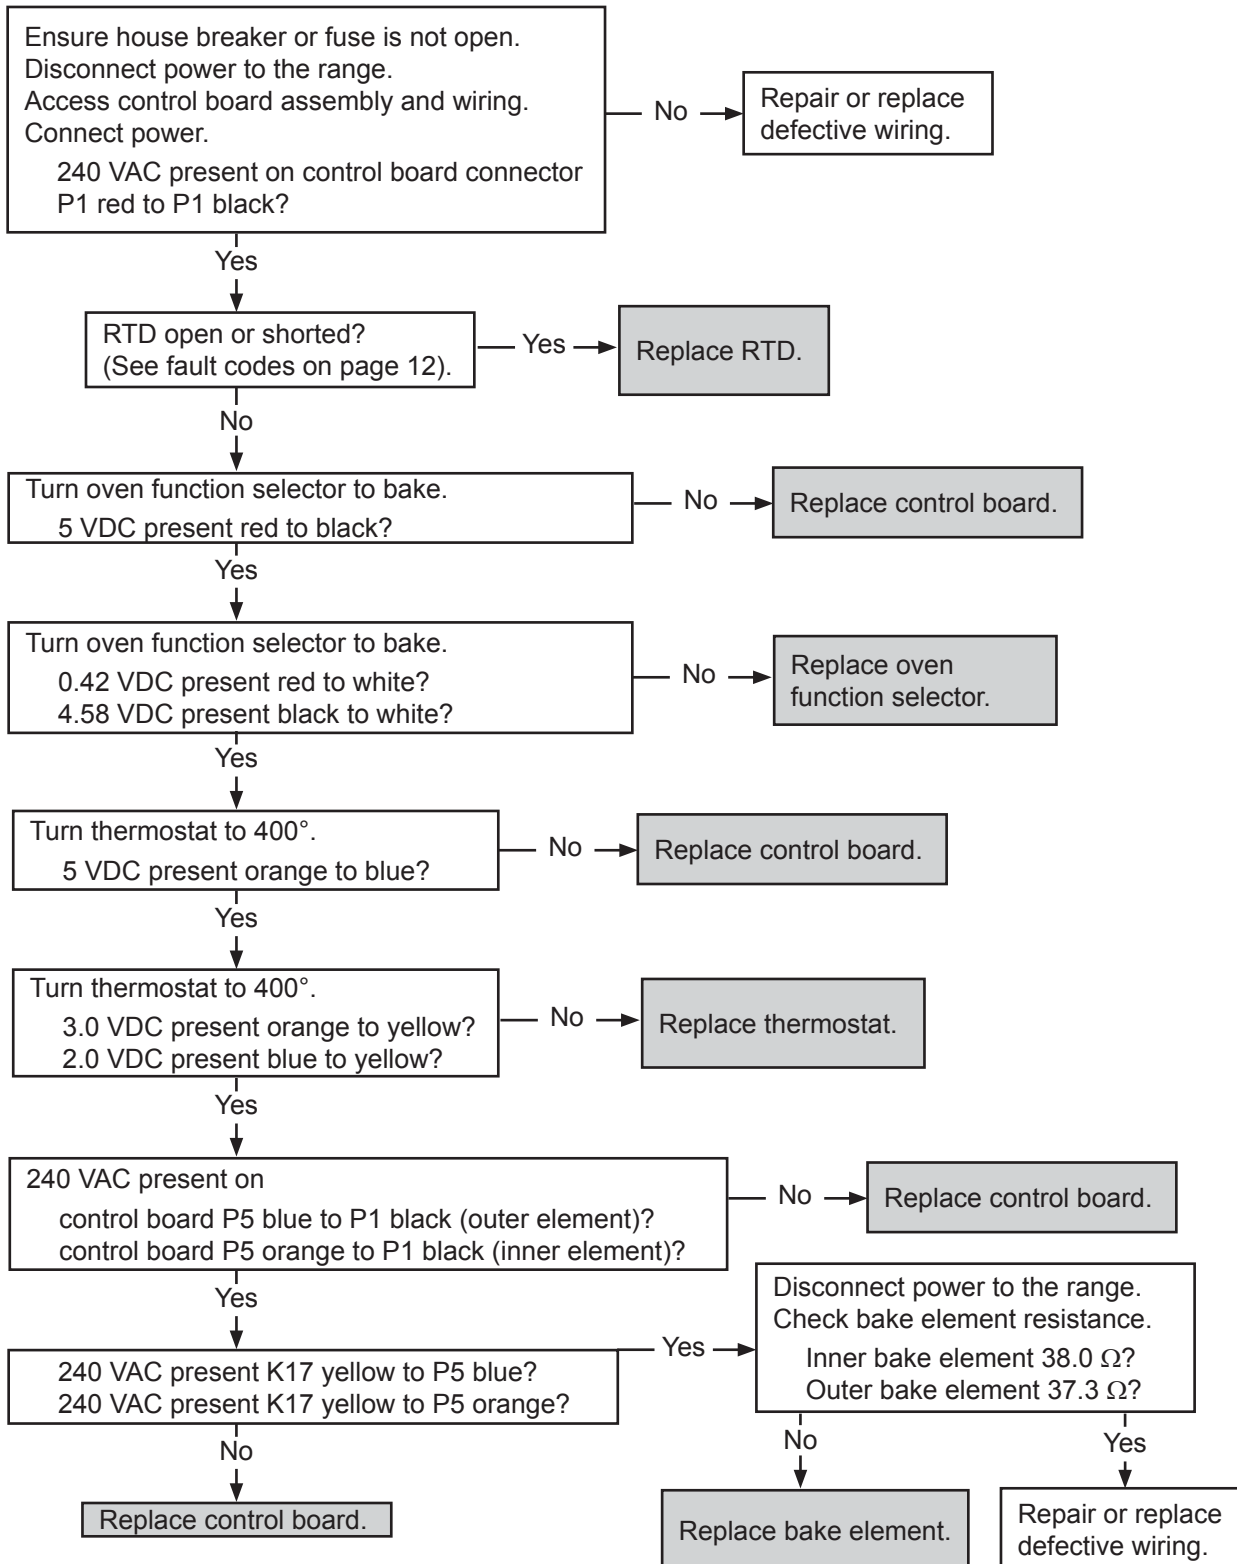 Ensure house breaker or fuse is not open.
Disconnect power to the range.
Access control board assembly and wiring.
Connect power.
240 VAC present on control board connector
P1 red to P1 black?
No
Repair or replace
defective wiring.
Yes
RTD open or shorted?
(See fault codes on page 12).
Yes
Replace RTD.
No
Turn oven function selector to bake.
5 VDC present red to black?
No
Replace control board.
Yes
Turn oven function selector to bake.
0.42 VDC present red to white?
4.58 VDC present black to white?
No
Replace oven
function selector.
Yes
Turn thermostat to 400°.
5 VDC present orange to blue?
No
Replace control board.
Yes
Turn thermostat to 400°.
3.0 VDC present orange to yellow?
2.0 VDC present blue to yellow?
No
Replace thermostat.
Yes
240 VAC present on
control board P5 blue to P1 black (outer element)?
control board P5 orange to P1 black (inner element)?
No
Replace control board.
Yes
240 VAC present K17 yellow to P5 blue?
240 VAC present K17 yellow to P5 orange?
Yes
Disconnect power to the range.
Check bake element resistance.
Inner bake element 38.0 Ω?
Outer bake element 37.3 Ω?
No
Replace control board.
No
Replace bake element.
Yes
Repair or replace
defective wiring.